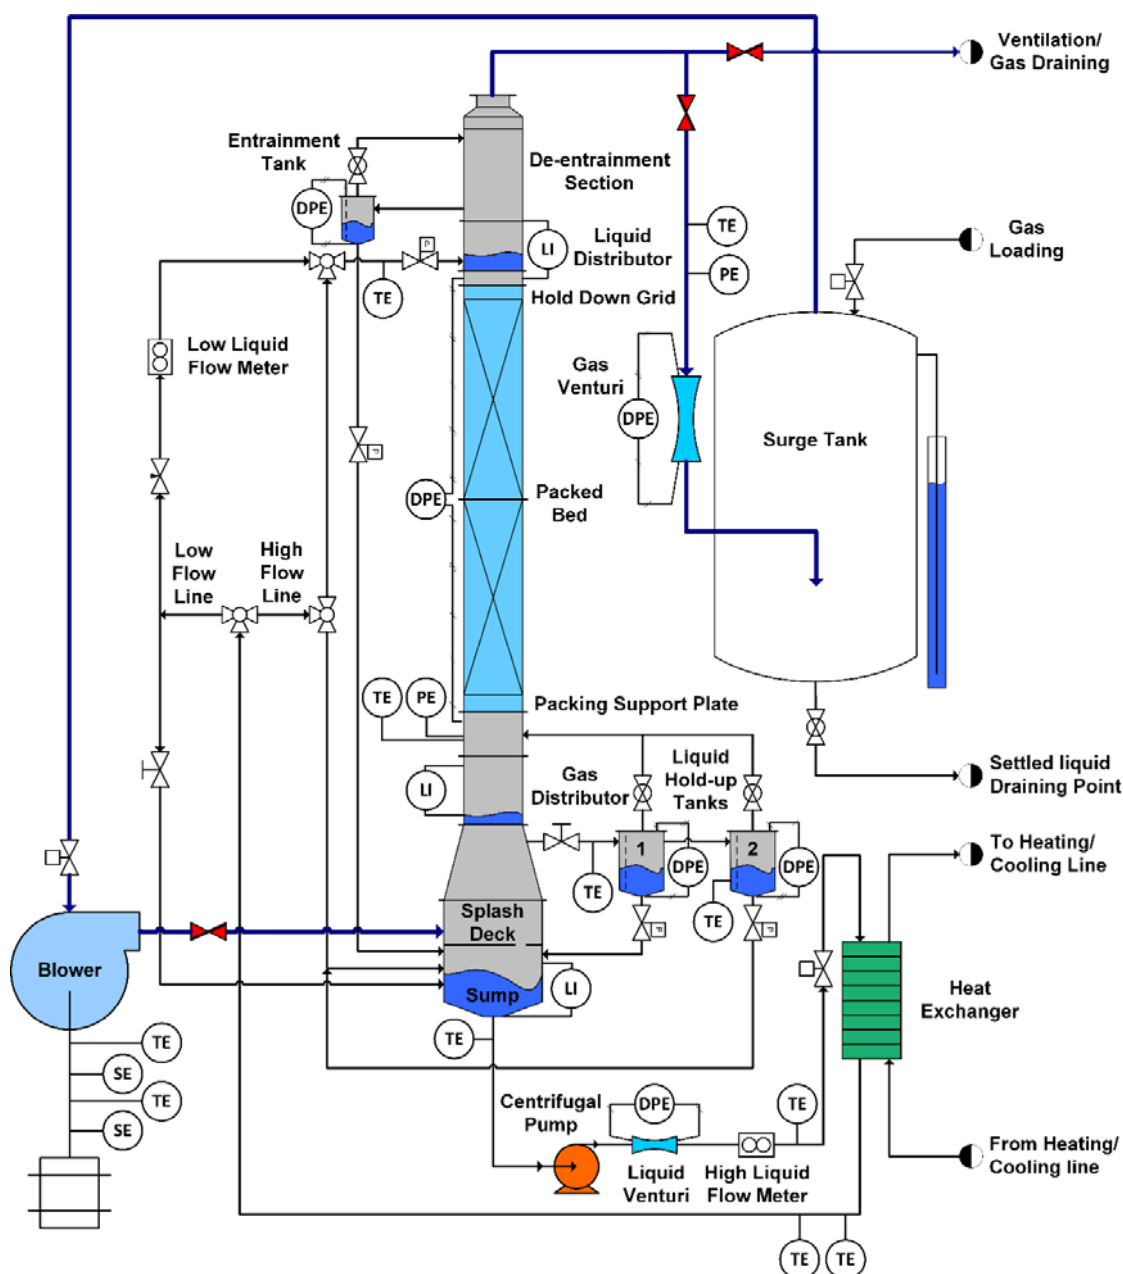 Ventilation/
Gas Draining
Entrainment
Tank
De-entrainment
Section
DPE
TE
Gas
Loading
LI
Liquid
Distributor
P
PE
TE
Hold Down Grid
Low Liquid
Flow Meter
Gas
Venturi
DPE
Surge Tank
DPE
Packed
Bed
P
Low
Flow
Line
High
Flow
Line
TE
PE
Packing Support Plate
Liquid
Hold-up
Tanks
Settled liquid
Draining Point
Gas
Distributor
LI
1
2
DPE
DPE
To Heating/
Cooling Line
TE
TE
Splash
Deck
P
P
Blower
Sump
LI
Heat
Exchanger
TE
TE
SE
TE
SE
Centrifugal
Pump
DPE
TE
Liquid
Venturi
High Liquid
Flow Meter
From Heating/
Cooling line
TE
TE